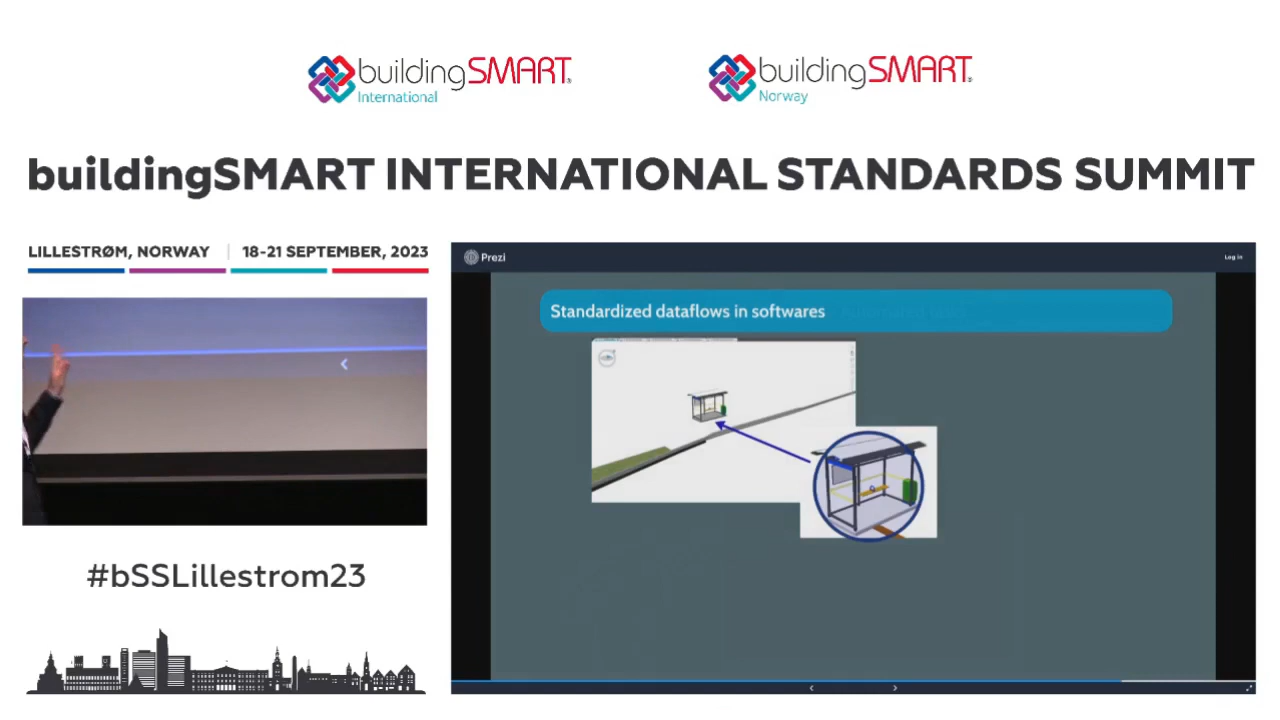 buildingSMART®
International
buildingSMART®
Norway
buildingSMART INTERNATIONAL STANDARDS SUMMIT
LILLESTRØM, NORWAY | 18-21 SEPTEMBER, 2023
Prezi
Log in
Standardized dataflows in softwares
#bSSLillestrom23